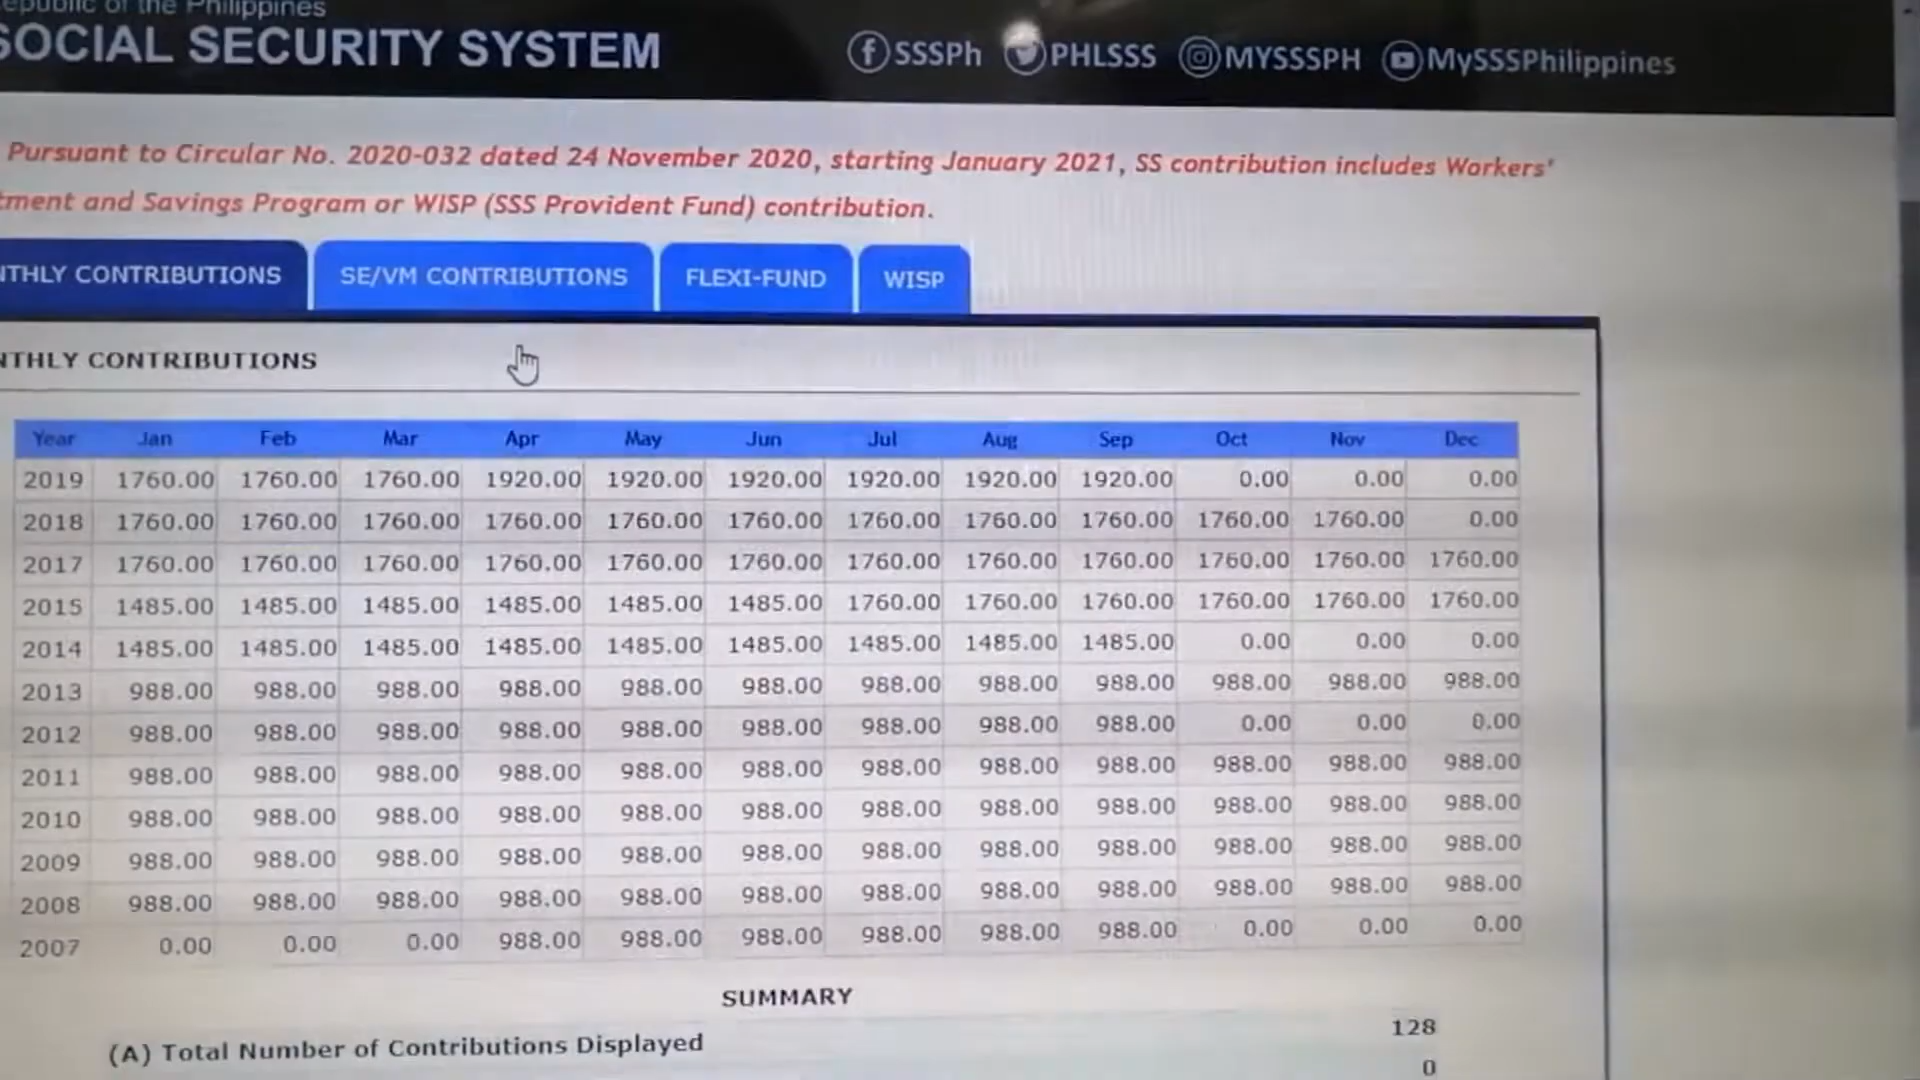 Republic of the Philippines
SOCIAL SECURITY SYSTEM
SSSPh PHLSSS MYSSSPH MySSSPhilippines
Pursuant to Circular No. 2020-032 dated 24 November 2020, starting January 2021, SS contribution includes Workers'
tment and Savings Program or WISP (SSS Provident Fund) contribution.
NTHLY CONTRIBUTIONS SE/VM CONTRIBUTIONS FLEXI-FUND WISP
NTHLY CONTRIBUTIONS
Year Jan Feb Mar Apr May Jun Jul Aug Sep Oct Nov Dec
2019 1760.00 1760.00 1760.00 1920.00 1920.00 1920.00 1920.00 1920.00 1920.00 0.00 0.00 0.00
2018 1760.00 1760.00 1760.00 1760.00 1760.00 1760.00 1760.00 1760.00 1760.00 1760.00 1760.00 0.00
2017 1760.00 1760.00 1760.00 1760.00 1760.00 1760.00 1760.00 1760.00 1760.00 1760.00 1760.00 1760.00
2015 1485.00 1485.00 1485.00 1485.00 1485.00 1485.00 1760.00 1760.00 1760.00 1760.00 1760.00 1760.00
2014 1485.00 1485.00 1485.00 1485.00 1485.00 1485.00 1485.00 1485.00 1485.00 0.00 0.00 0.00
2013 988.00 988.00 988.00 988.00 988.00 988.00 988.00 988.00 988.00 988.00 988.00 988.00
2012 988.00 988.00 988.00 988.00 988.00 988.00 988.00 988.00 988.00 0.00 0.00 0.00
2011 988.00 988.00 988.00 988.00 988.00 988.00 988.00 988.00 988.00 988.00 988.00 988.00
2010 988.00 988.00 988.00 988.00 988.00 988.00 988.00 988.00 988.00 988.00 988.00 988.00
2009 988.00 988.00 988.00 988.00 988.00 988.00 988.00 988.00 988.00 988.00 988.00 988.00
2008 988.00 988.00 988.00 988.00 988.00 988.00 988.00 988.00 988.00 988.00 988.00 988.00
2007 0.00 0.00 0.00 988.00 988.00 988.00 988.00 988.00 988.00 0.00 0.00 0.00
SUMMARY
(A) Total Number of Contributions Displayed 128
0